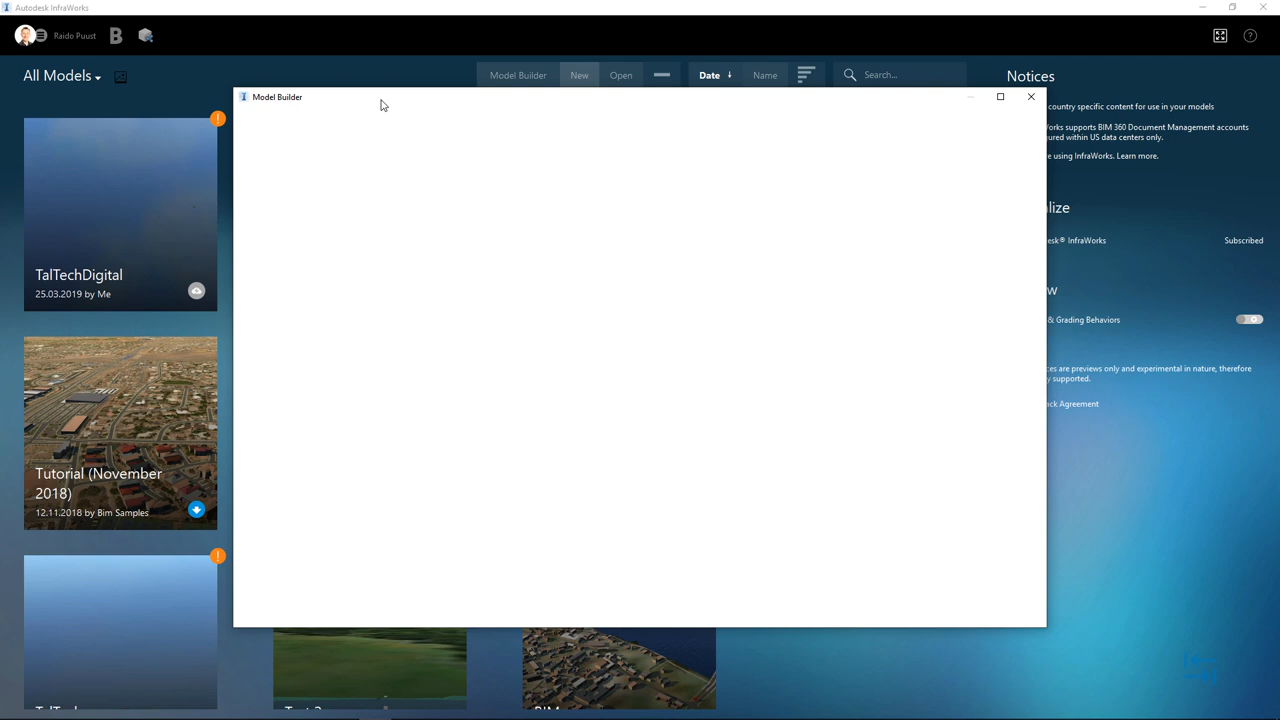 Autodesk InfraWorks
Raido Puust
All Models
Model Builder New Open Date ↓ Name Search...
Notices
Model Builder
country specific content for use in your models
orks supports BIM 360 Document Management accounts
ured within US data centers only.
e using InfraWorks. Learn more.
alize
esk® InfraWorks Subscribed
w
& Grading Behaviors
ces are previews only and experimental in nature, therefore
y supported.
ck Agreement
TalTechDigital
25.03.2019 by Me
Tutorial (November
2018)
12.11.2018 by Bim Samples